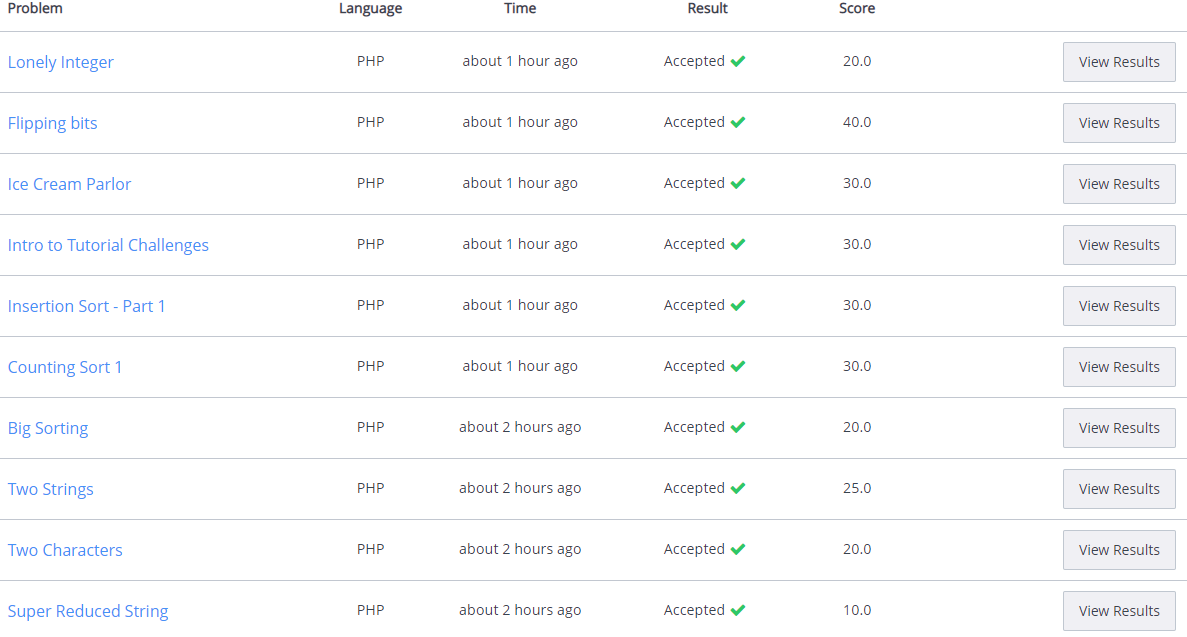 Problem Language Time Result Score
Lonely Integer PHP about 1 hour ago Accepted 20.0 View Results
Flipping bits PHP about 1 hour ago Accepted 40.0 View Results
Ice Cream Parlor PHP about 1 hour ago Accepted 30.0 View Results
Intro to Tutorial Challenges PHP about 1 hour ago Accepted 30.0 View Results
Insertion Sort - Part 1 PHP about 1 hour ago Accepted 30.0 View Results
Counting Sort 1 PHP about 1 hour ago Accepted 30.0 View Results
Big Sorting PHP about 2 hours ago Accepted 20.0 View Results
Two Strings PHP about 2 hours ago Accepted 25.0 View Results
Two Characters PHP about 2 hours ago Accepted 20.0 View Results
Super Reduced String PHP about 2 hours ago Accepted 10.0 View Results